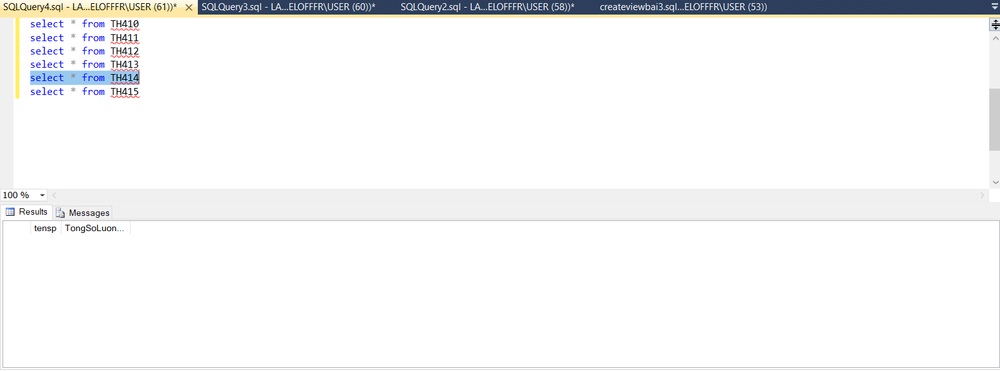 SQLQuery4.sql - LA...ELOFFFR\USER (61))* SQLQuery3.sql - LA...ELOFFFR\USER (60))* SQLQuery2.sql - LA...ELOFFFR\USER (58))* createviewbai3.sql...ELOFFFR\USER (53))
select * from TH410
select * from TH411
select * from TH412
select * from TH413
select * from TH414
select * from TH415
100 %
Results Messages
tensp TongSoLuon...